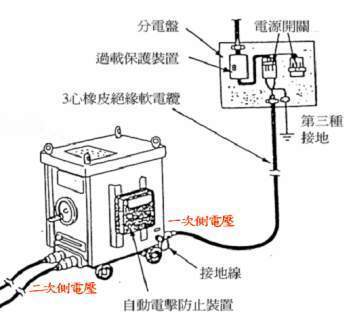 分電盤
電源開關
過載保護裝置
3心橡皮絕緣軟電纜
第三種
接地
一次側電壓
接地線
二次側電壓
自動電擊防止裝置